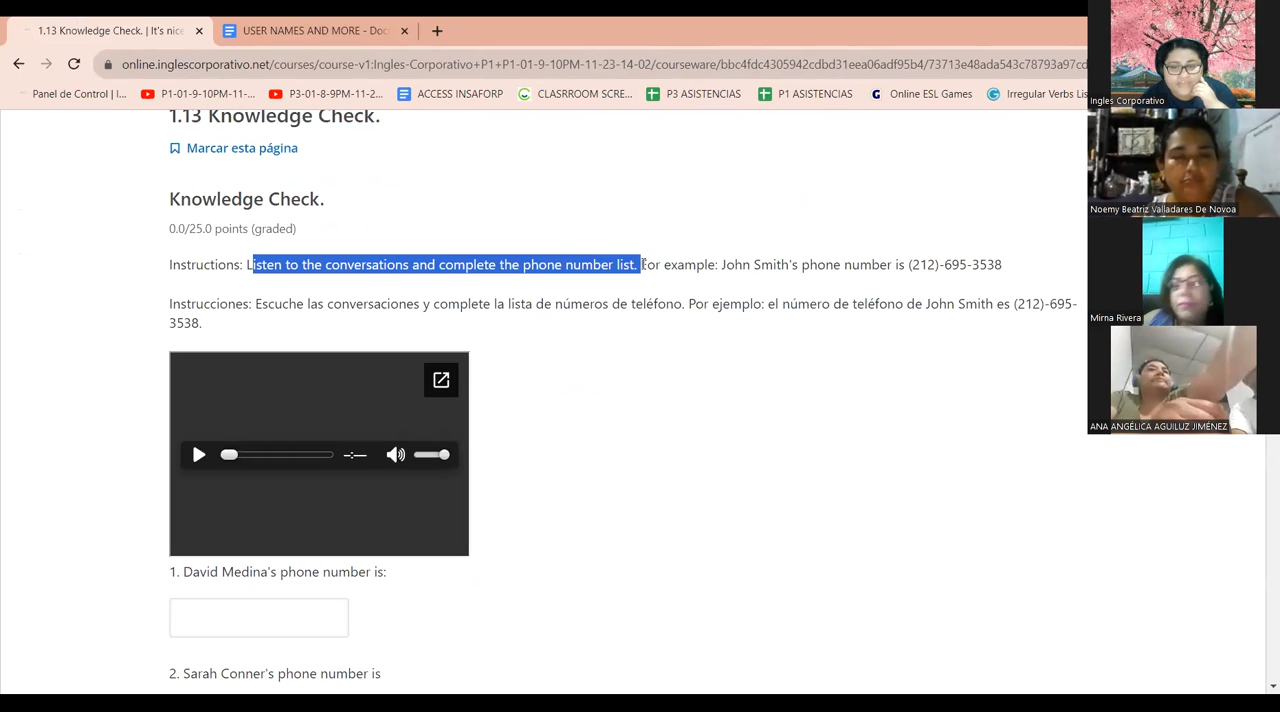 1.13 Knowledge Check. | It's nice
USER NAMES AND MORE - Doc
online.inglescorporativo.net/courses/course-v1:Ingles-Corporativo+P1+P1-01-9-10PM-11-23-14-02/courseware/bbc4fdc4305942cdbd31eea06adf95b4/73713e48ada543c78793a97cd
Panel de Control | I...
P1-01-9-10PM-11-...
P3-01-8-9PM-11-2...
ACCESO NSAFORP
CLASRROOM SCRE...
P3 ASISTENCIAS
P1 ASISTENCIAS
Online ESL Games
Irregular Verbs Lis
1.13 Knowledge Check.
Marcar esta página
Knowledge Check.
0.0/25.0 points (graded)
Instructions: Listen to the conversations and complete the phone number list. For example: John Smith's phone number is (212)-695-3538
Instrucciones: Escuche las conversaciones y complete la lista de números de teléfono. Por ejemplo: el número de teléfono de John Smith es (212)-695-
3538.
-:--
1. David Medina's phone number is:
2. Sarah Conner's phone number is
Ingles Corporativo
Noemy Beatriz Valladares De Novoa
Mirna Rivera
ANA ANGÉLICA AGUILUZ JIMÉNEZ